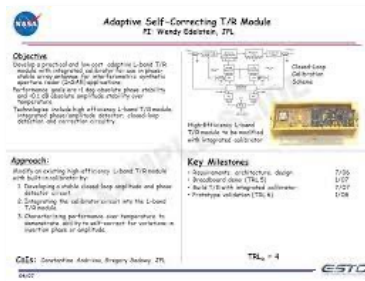 NASA
Adaptive Self-Correcting T/R Module
PI: Wendy Edelstein, JPL
Objective
Develop a practical and low cost adaptive L-band T/R
module with integrated calibrator for use in phase-
stable array antennas for interferometric synthetic
aperture radar (InSAR) applications
Performance goals are <1 deg absolute phase stability
and <0.1 dB absolute amplitude stability over
temperature
Technologies include high efficiency L-band T/R module,
integrated phase/amplitude detector, closed-loop
detection and correction circuitry
Closed-Loop
Calibration
Scheme
High-Efficiency L-band
T/R module to be modified
with integrated calibrator
Approach:
Modify an existing high efficiency L-band T/R module
with built-in calibrator by:
1. Developing a stable closed loop amplitude and phase
detector circuit
2. Integrating the calibrator circuit into the L-band
T/R module
3. Characterizing performance over temperature to
demonstrate ability to self-correct for variations in
insertion phase or amplitude.
CoIs: Constantine Andricos, Gregory Sadowy, JPL
Key Milestones
• Requirements, architecture, design 7/06
• Breadboard demo (TRL 5) 1/07
• Build T/R with integrated calibrator 7/07
• Prototype validation (TRL 6) 1/08
TRLin = 4
ESTO
04/07